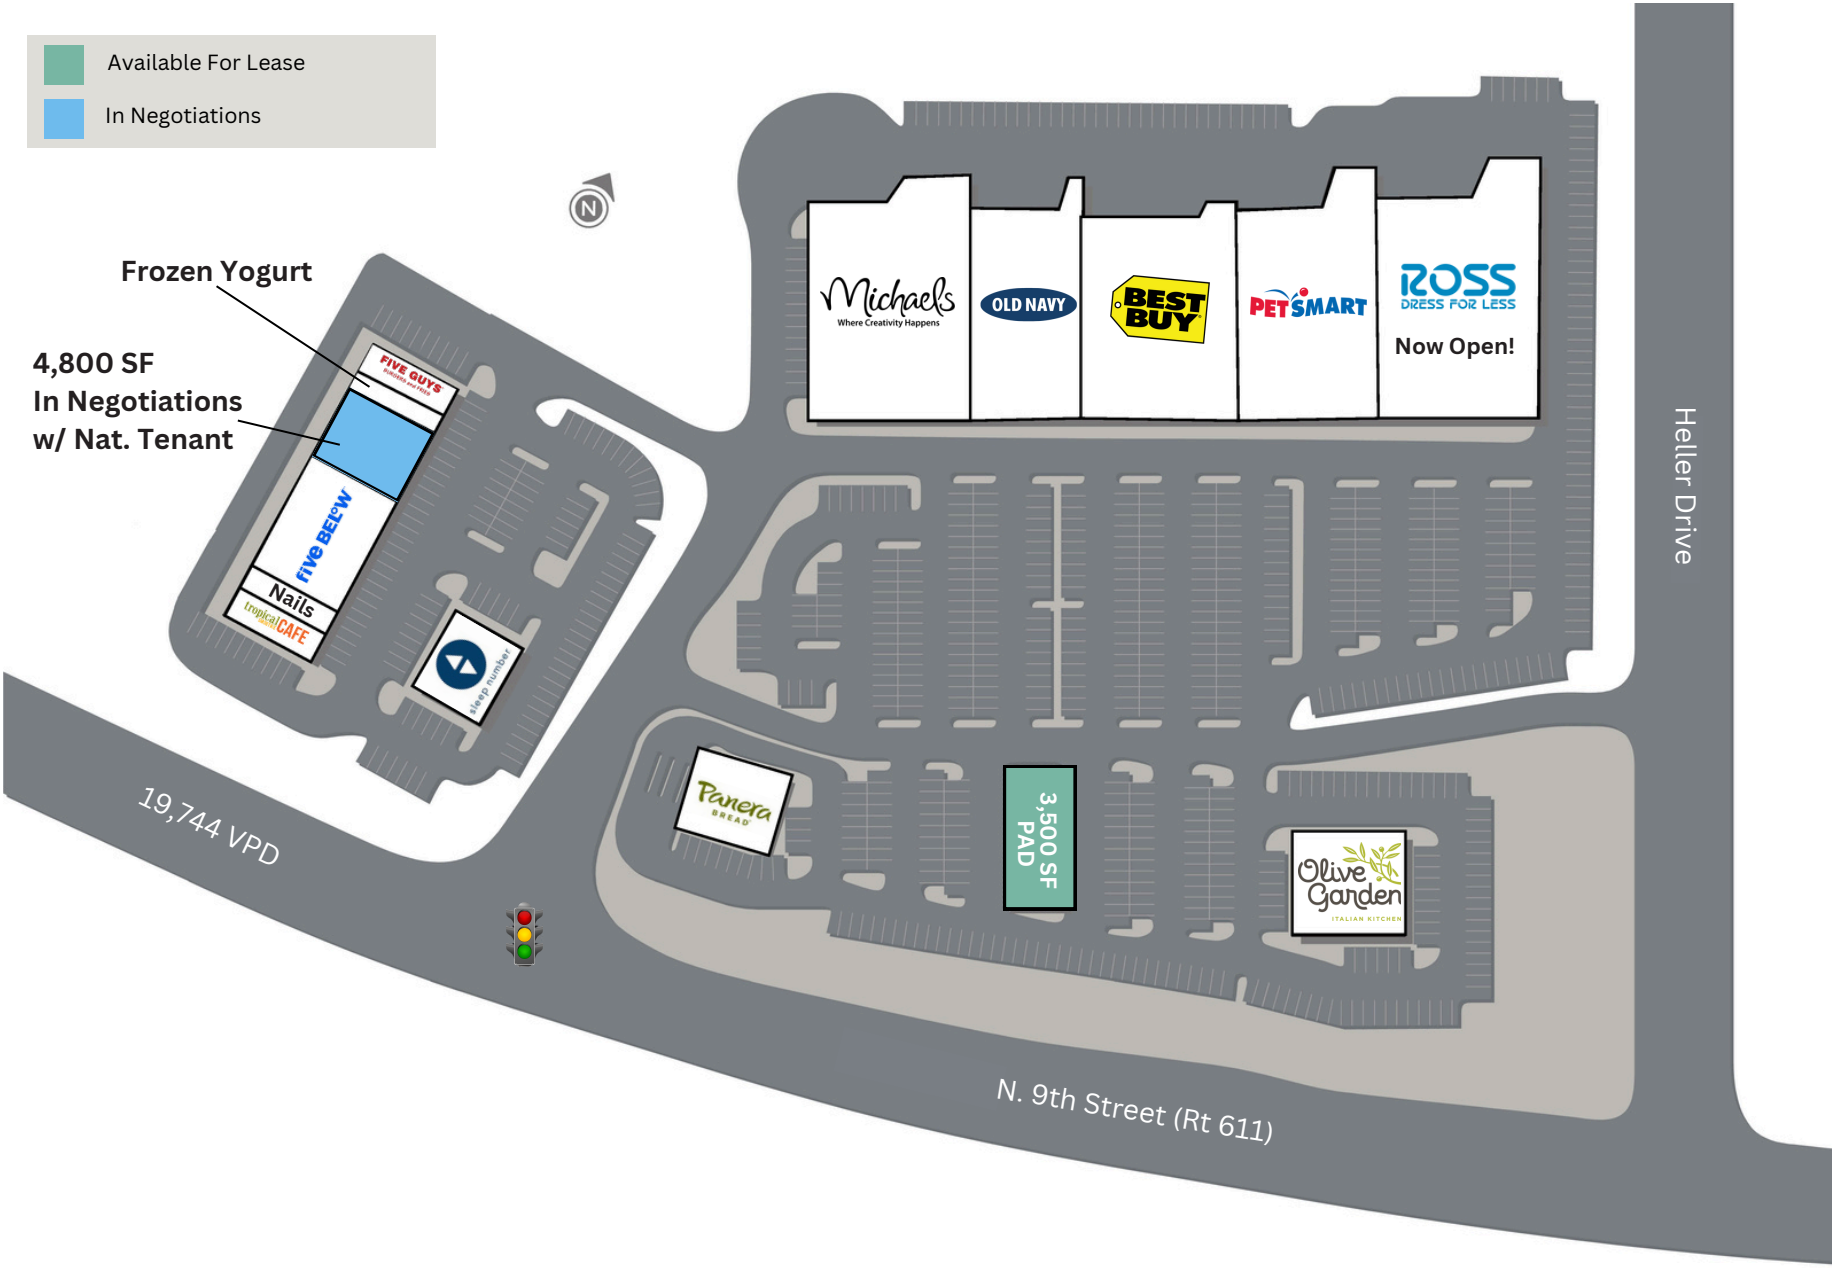 Available For Lease
In Negotiations
N
Frozen Yogurt
4,800 SF
In Negotiations
w/ Nat. Tenant
FIVE GUYS
BURGERS and FRIES
five BELOW
Nails
tropical
CAFE
sleep number
Michaels
Where Creativity Happens
OLD NAVY
BEST
BUY
PETSMART
ROSS
DRESS FOR LESS
Now Open!
Heller Drive
Panera
BREAD
3,500 SF
PAD
Olive
Garden
ITALIAN KITCHEN
19,744 VPD
N. 9th Street (Rt 611)